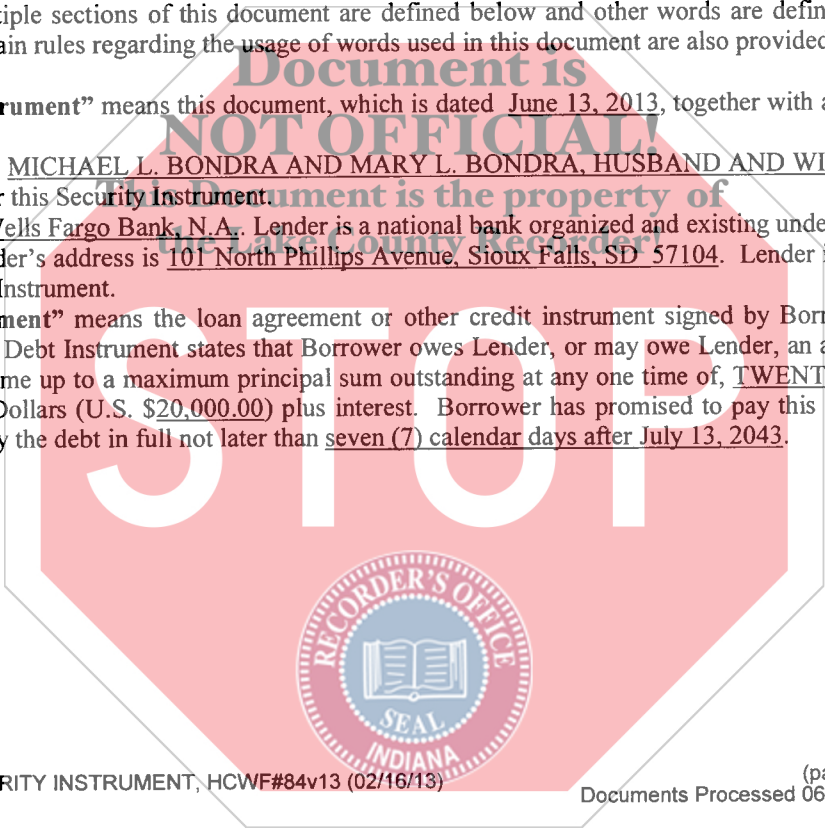 tiple sections of this document are defined below and other words are defin
ain rules regarding the usage of words used in this document are also provided
Document is
rument” means this document, which is dated June 13, 2013, together with a
NOT OFFICIAL!
MICHAEL L. BONDRA AND MARY L. BONDRA, HUSBAND AND WI
This Document is the property of
r this Security Instrument.
Vells Fargo Bank, N.A.. Lender is a national bank organized and existing unde
the Lake County Recorder!
der’s address is 101 North Phillips Avenue, Sioux Falls, SD 57104. Lender i
Instrument.
ment” means the loan agreement or other credit instrument signed by Borr
Debt Instrument states that Borrower owes Lender, or may owe Lender, an a
me up to a maximum principal sum outstanding at any one time of, TWENT
Dollars (U.S. $20,000.00) plus interest. Borrower has promised to pay this
y the debt in full not later than seven (7) calendar days after July 13, 2043.
STOP
RECORDER'S OFFICE
SEAL
INDIANA
RITY INSTRUMENT, HCWF#84v13 (02/16/13)
(pa
Documents Processed 06